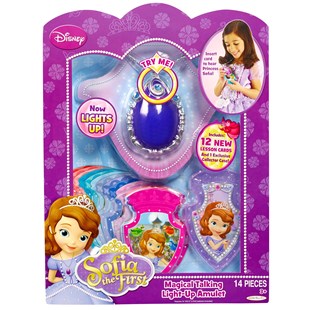 Disney
TRY ME!
Insert
card
to hear
Princess
Sofia!
Now
LIGHTS
UP!
Includes
12 NEW
LESSON CARDS
And 1 Exclusive
Collector Card!
Sofia
the First
Magical Talking
Light-Up Amulet
14 PIECES
3+